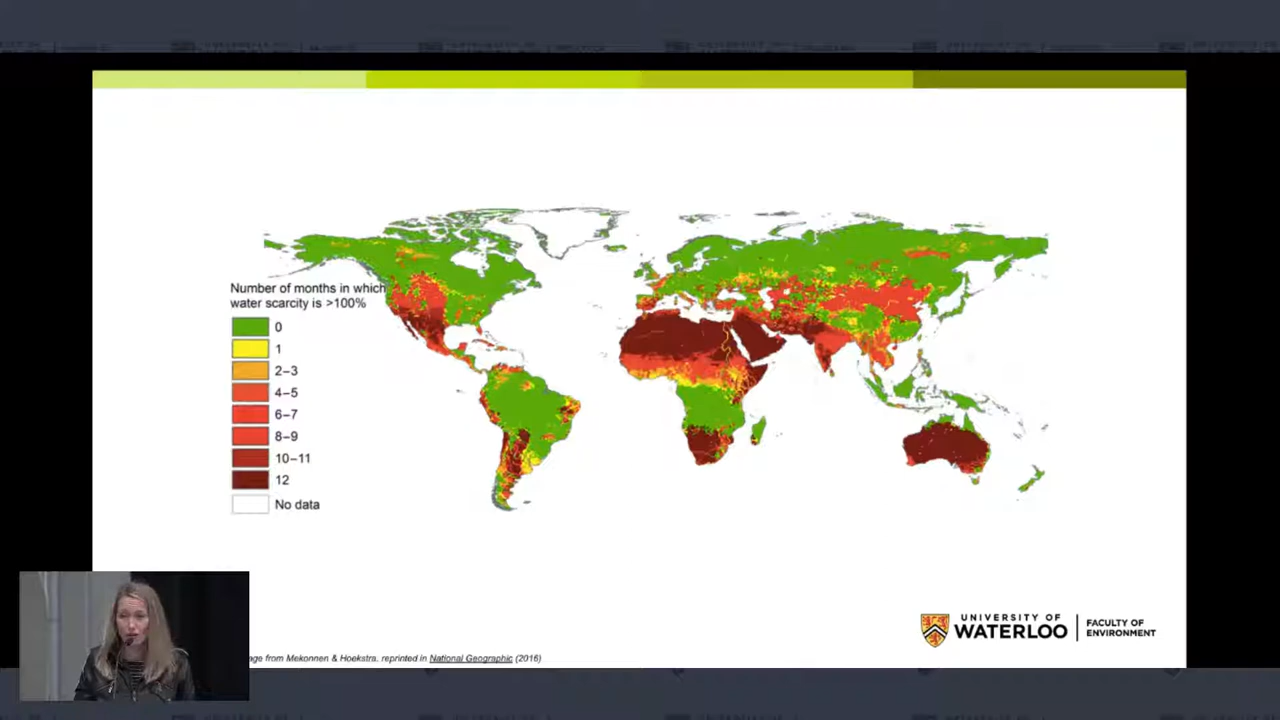 Number of months in which
water scarcity is >100%
0
1
2–3
4–5
6–7
8–9
10–11
12
No data
UNIVERSITY OF
WATERLOO
FACULTY OF
ENVIRONMENT
from Mekonnen & Hoekstra, reprinted in National Geographic (2016)